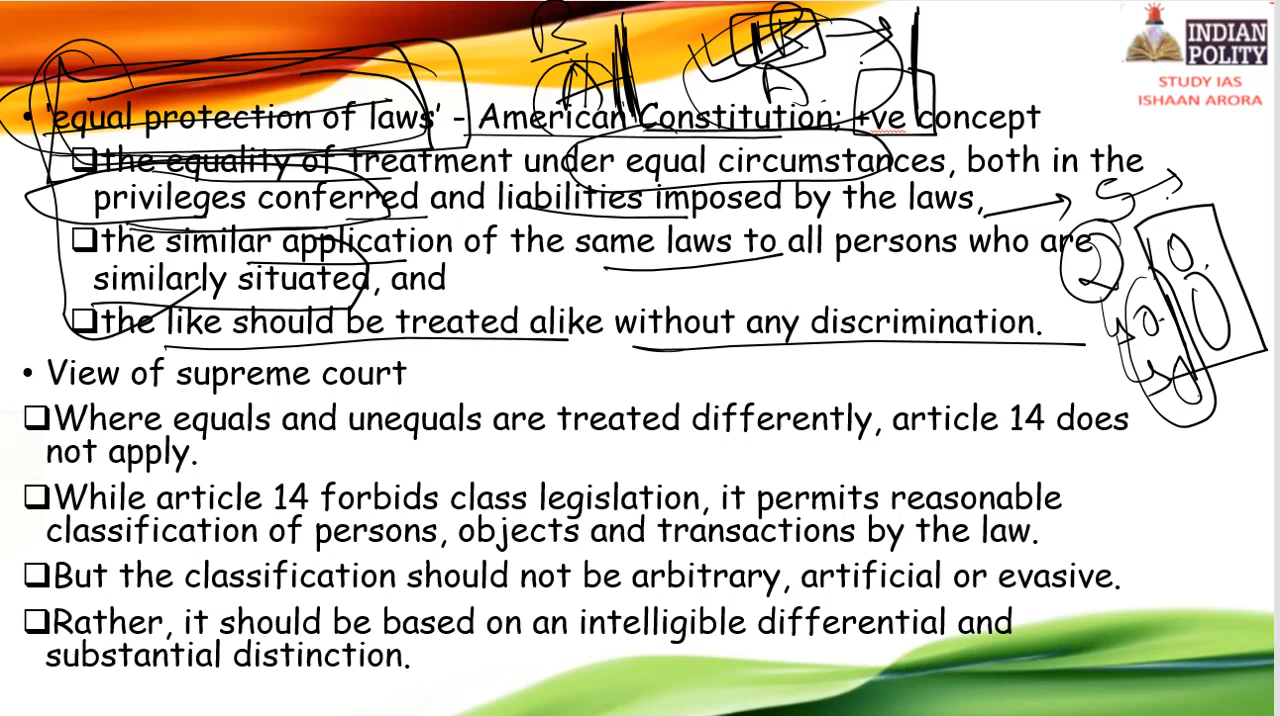 INDIAN
POLITY
STUDY IAS
ISHAAN ARORA
• 'equal protection of laws' - American Constitution; +ve concept
❑the equality of treatment under equal circumstances, both in the
privileges conferred and liabilities imposed by the laws,
❑the similar application of the same laws to all persons who are
similarly situated, and
❑the like should be treated alike without any discrimination.
• View of supreme court
❑Where equals and unequals are treated differently, article 14 does
not apply.
❑While article 14 forbids class legislation, it permits reasonable
classification of persons, objects and transactions by the law.
❑But the classification should not be arbitrary, artificial or evasive.
❑Rather, it should be based on an intelligible differential and
substantial distinction.